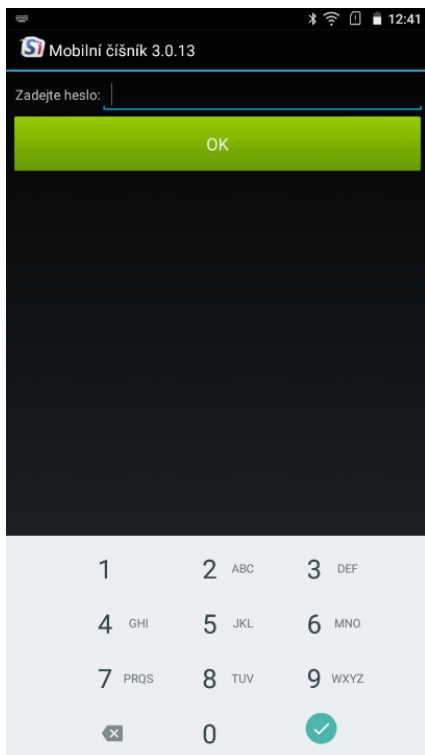 12:41
Si Mobilní číšník 3.0.13
Zadejte heslo:
OK
1 2 ABC 3 DEF
4 GHI 5 JKL 6 MNO
7 PRQS 8 TUV 9 WXYZ
0